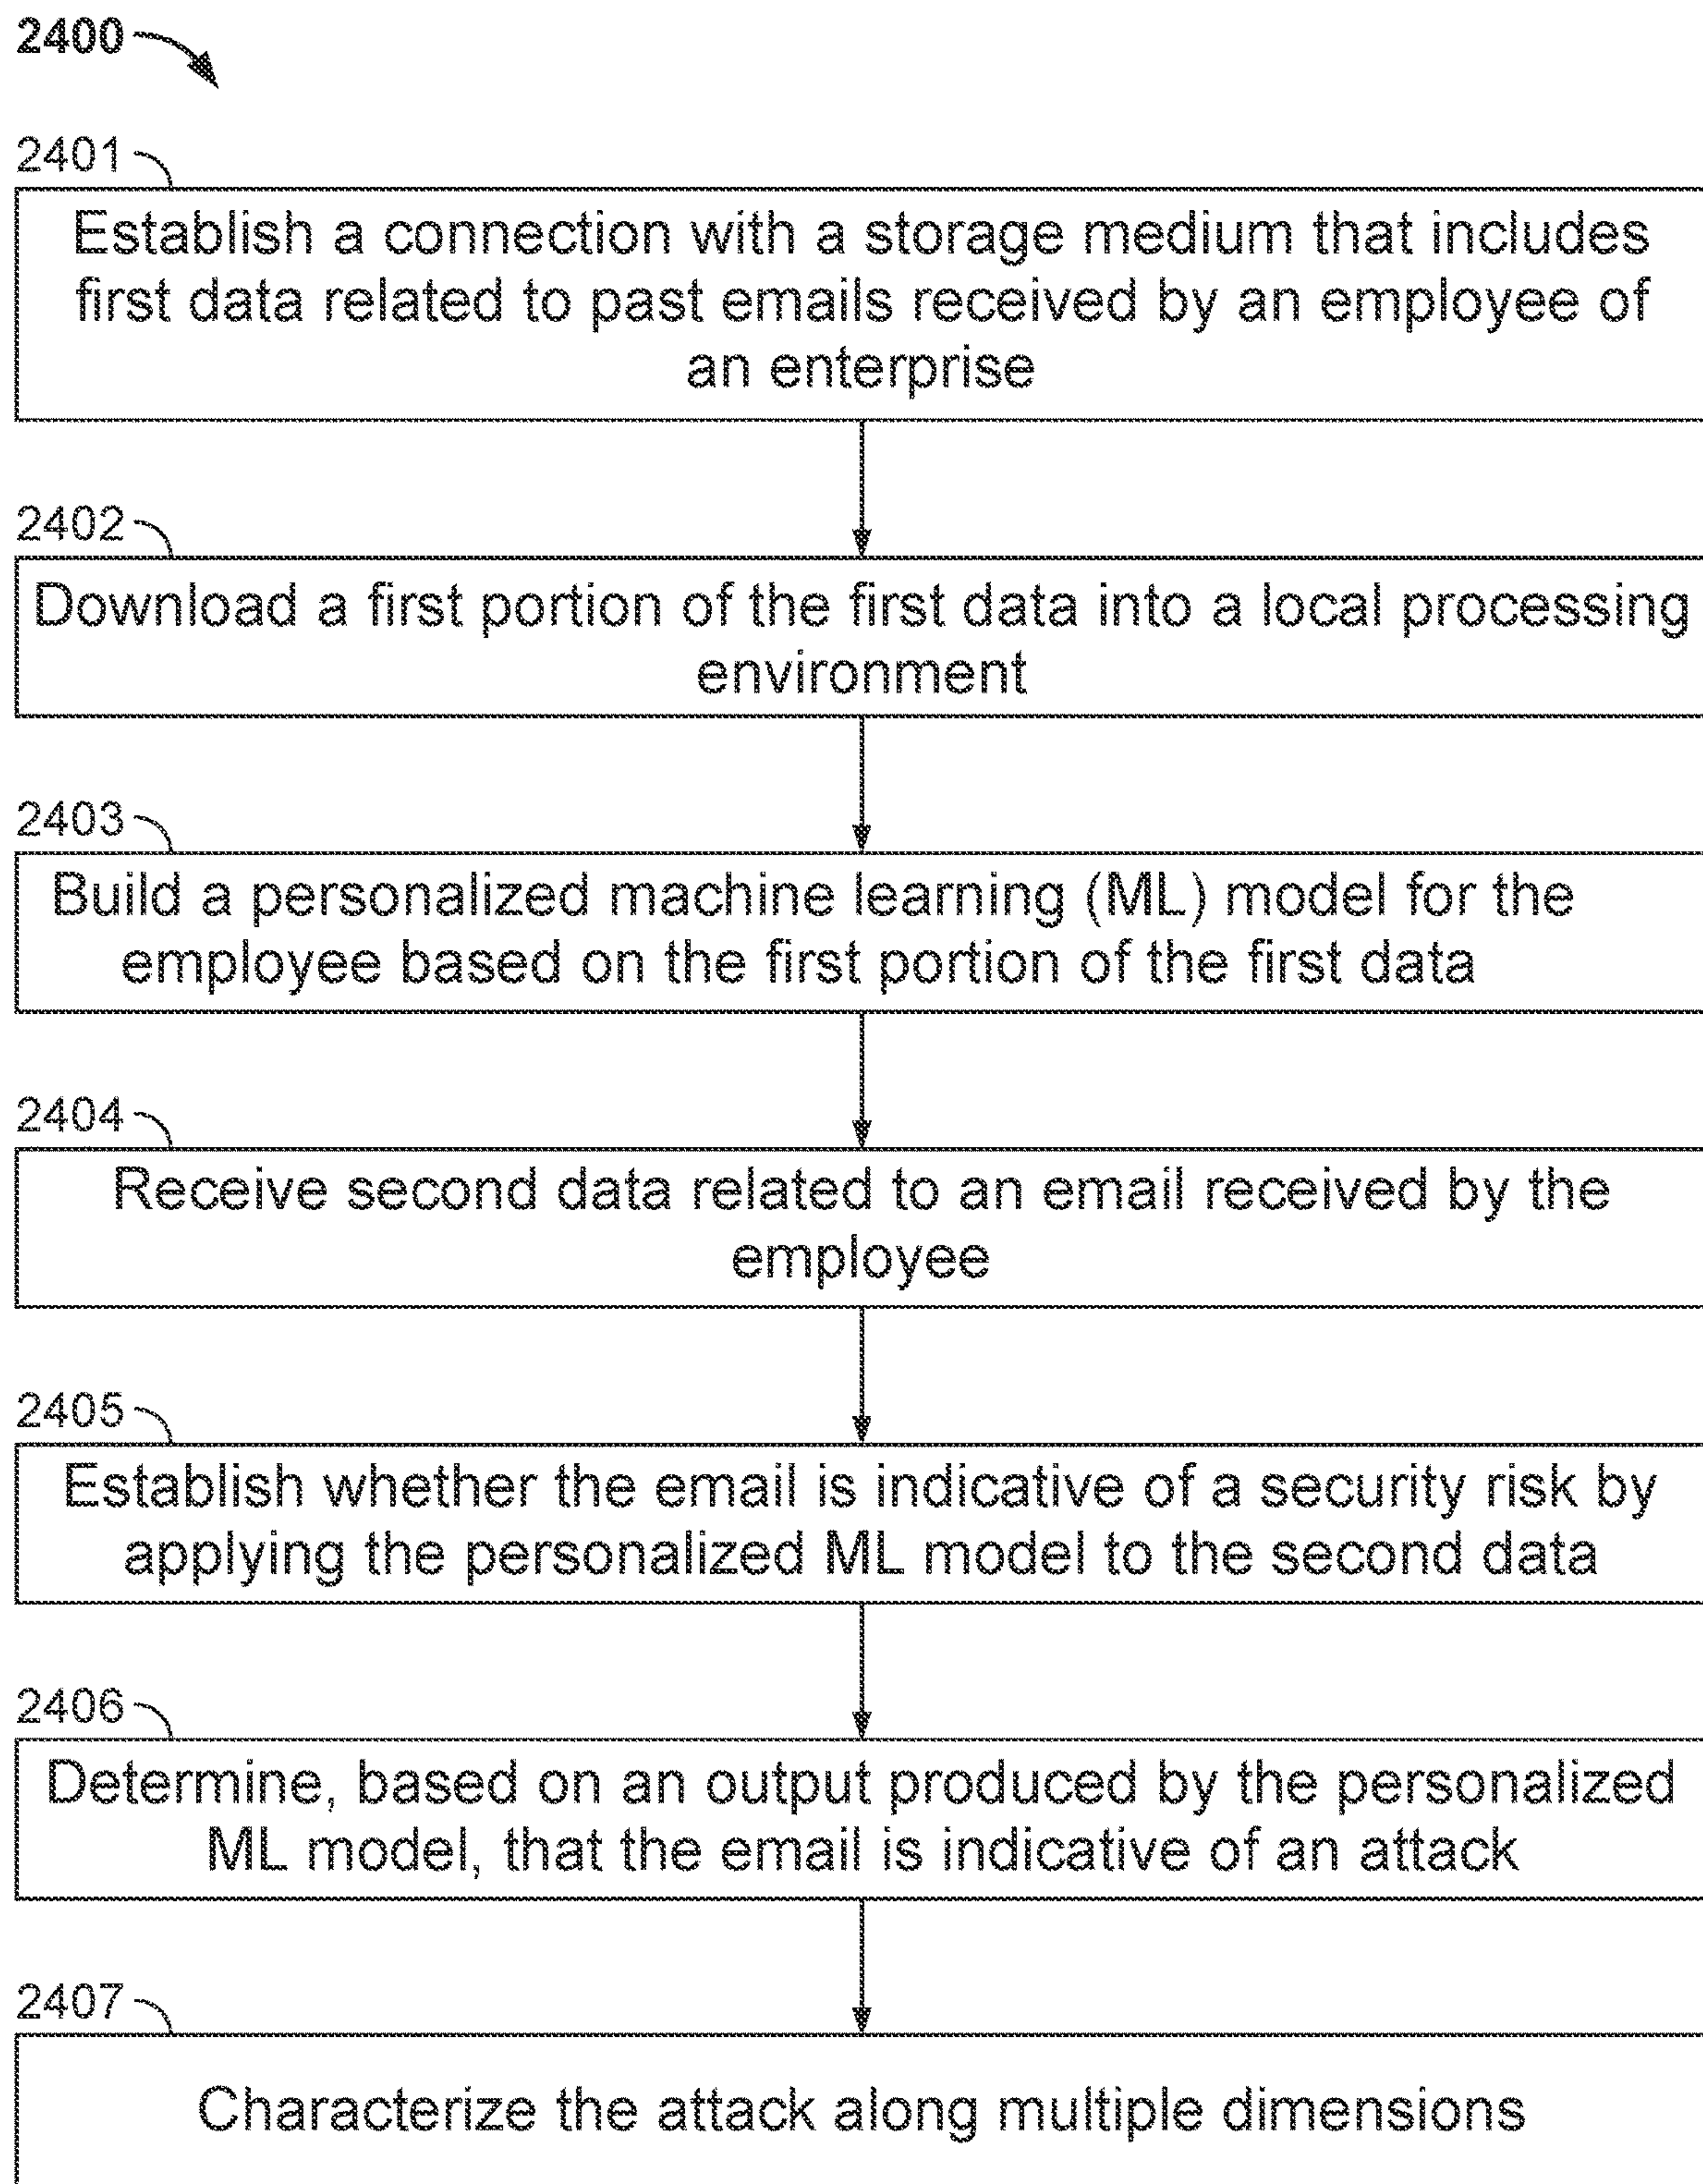 2400
2401
Establish a connection with a storage medium that includes
first data related to past emails received by an employee of
an enterprise
2402
Download a first portion of the first data into a local processing
environment
2403
Build a personalized machine learning (ML) model for the
employee based on the first portion of the first data
2404
Receive second data related to an email received by the
employee
2405
Establish whether the email is indicative of a security risk by
applying the personalized ML model to the second data
2406
Determine, based on an output produced by the personalized
ML model, that the email is indicative of an attack
2407
Characterize the attack along multiple dimensions